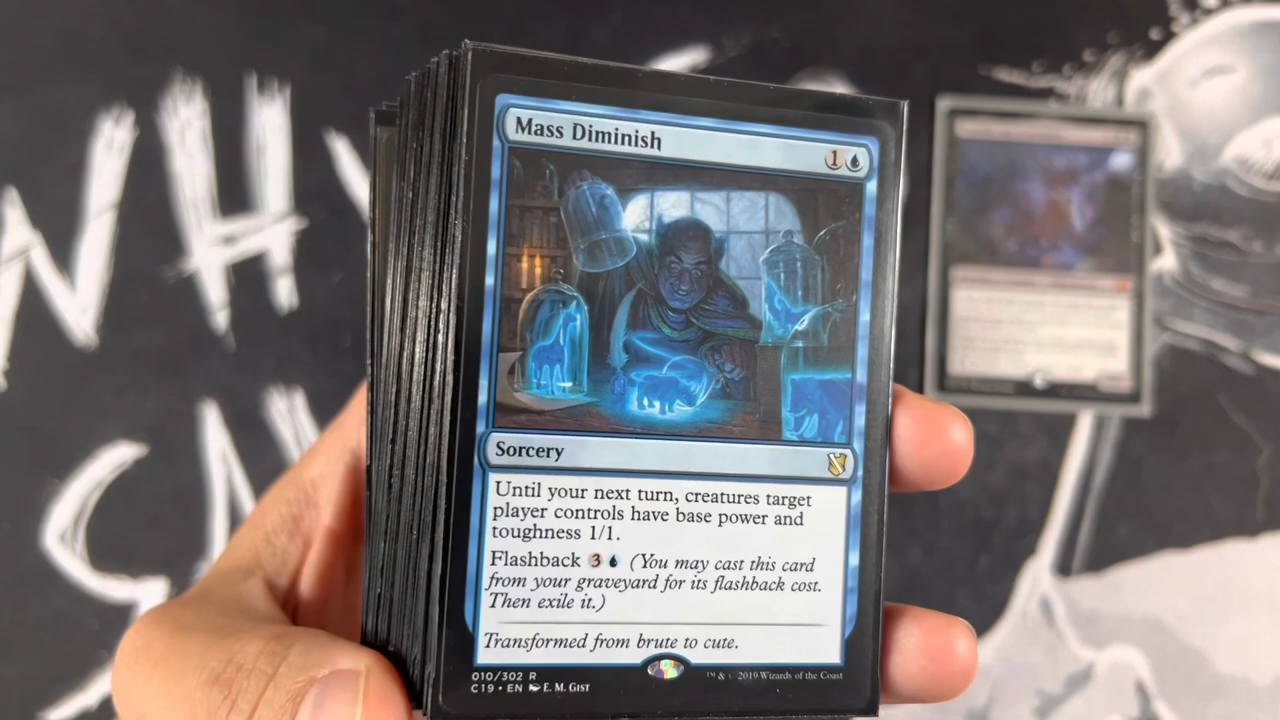 WHY S
SA
Mass Diminish
1
Sorcery
Until your next turn, creatures target
player controls have base power and
toughness 1/1.
Flashback 3 (You may cast this card
from your graveyard for its flashback cost.
Then exile it.)
Transformed from brute to cute.
010/302 R
C19 • EN E. M. GIST
™ & © 2019 Wizards of the Coast